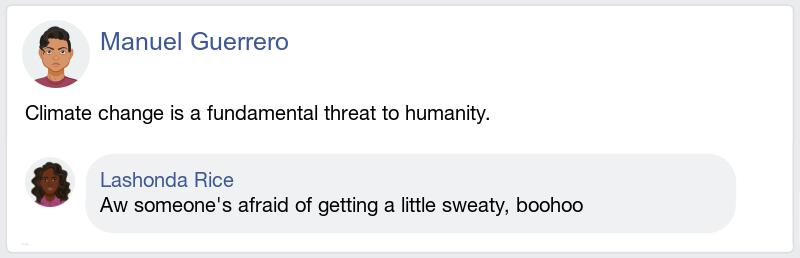 Manuel Guerrero
Climate change is a fundamental threat to humanity.
Lashonda Rice
Aw someone's afraid of getting a little sweaty, boohoo